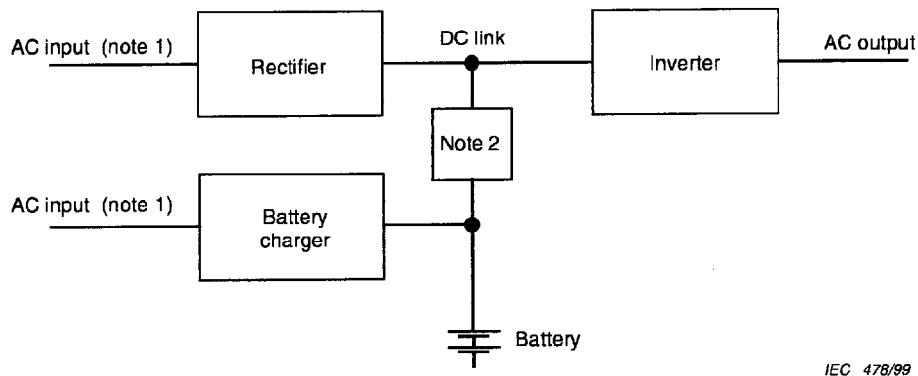 AC input (note 1)
Rectifier
DC link
Inverter
AC output
Note 2
AC input (note 1)
Battery
charger
Battery
IEC 478/99